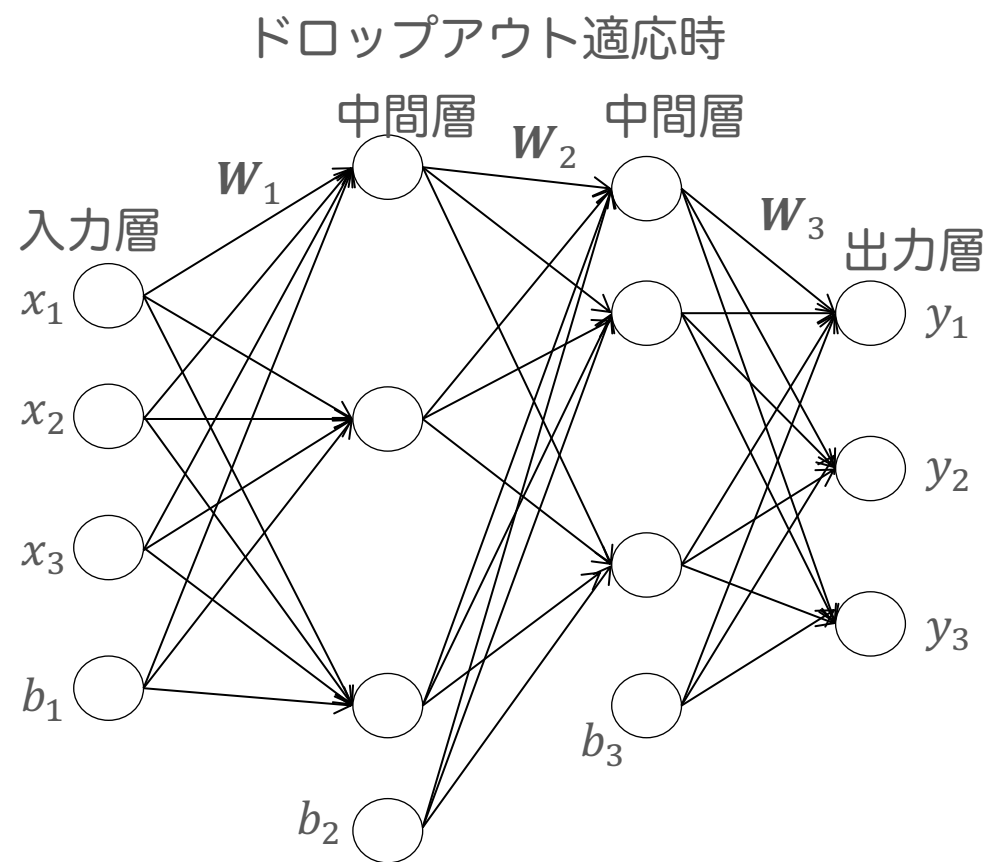 ドロップアウト適応時
中間層
中間層
W₁
W₂
W₃
入力層
出力層
x₁
x₂
x₃
b₁
b₂
b₃
y₁
y₂
y₃